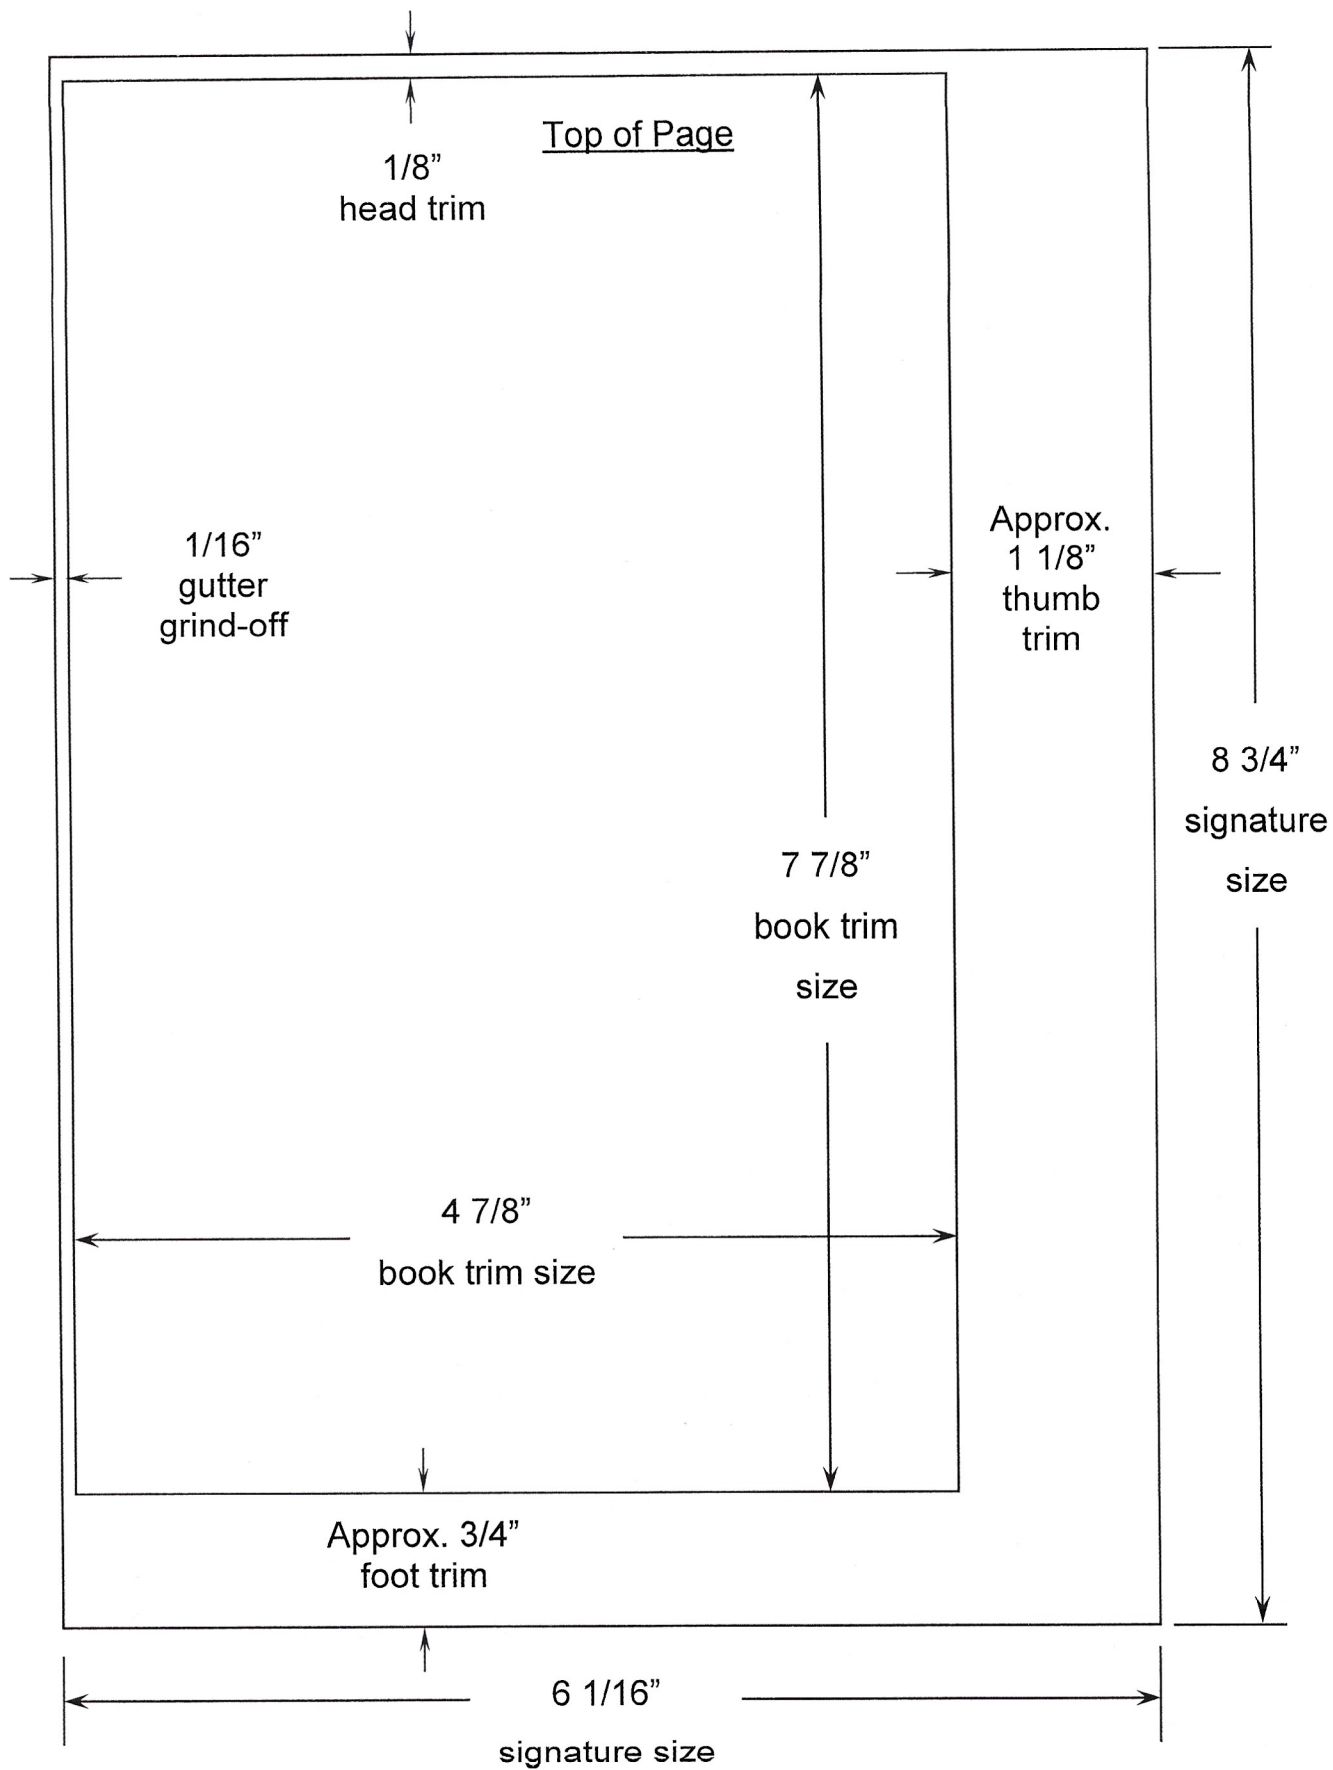 Top of Page
1/8”
head trim
1/16”
gutter
grind-off
Approx.
1 1/8”
thumb
trim
8 3/4”
signature
size
7 7/8”
book trim
size
4 7/8”
book trim size
Approx. 3/4”
foot trim
6 1/16”
signature size